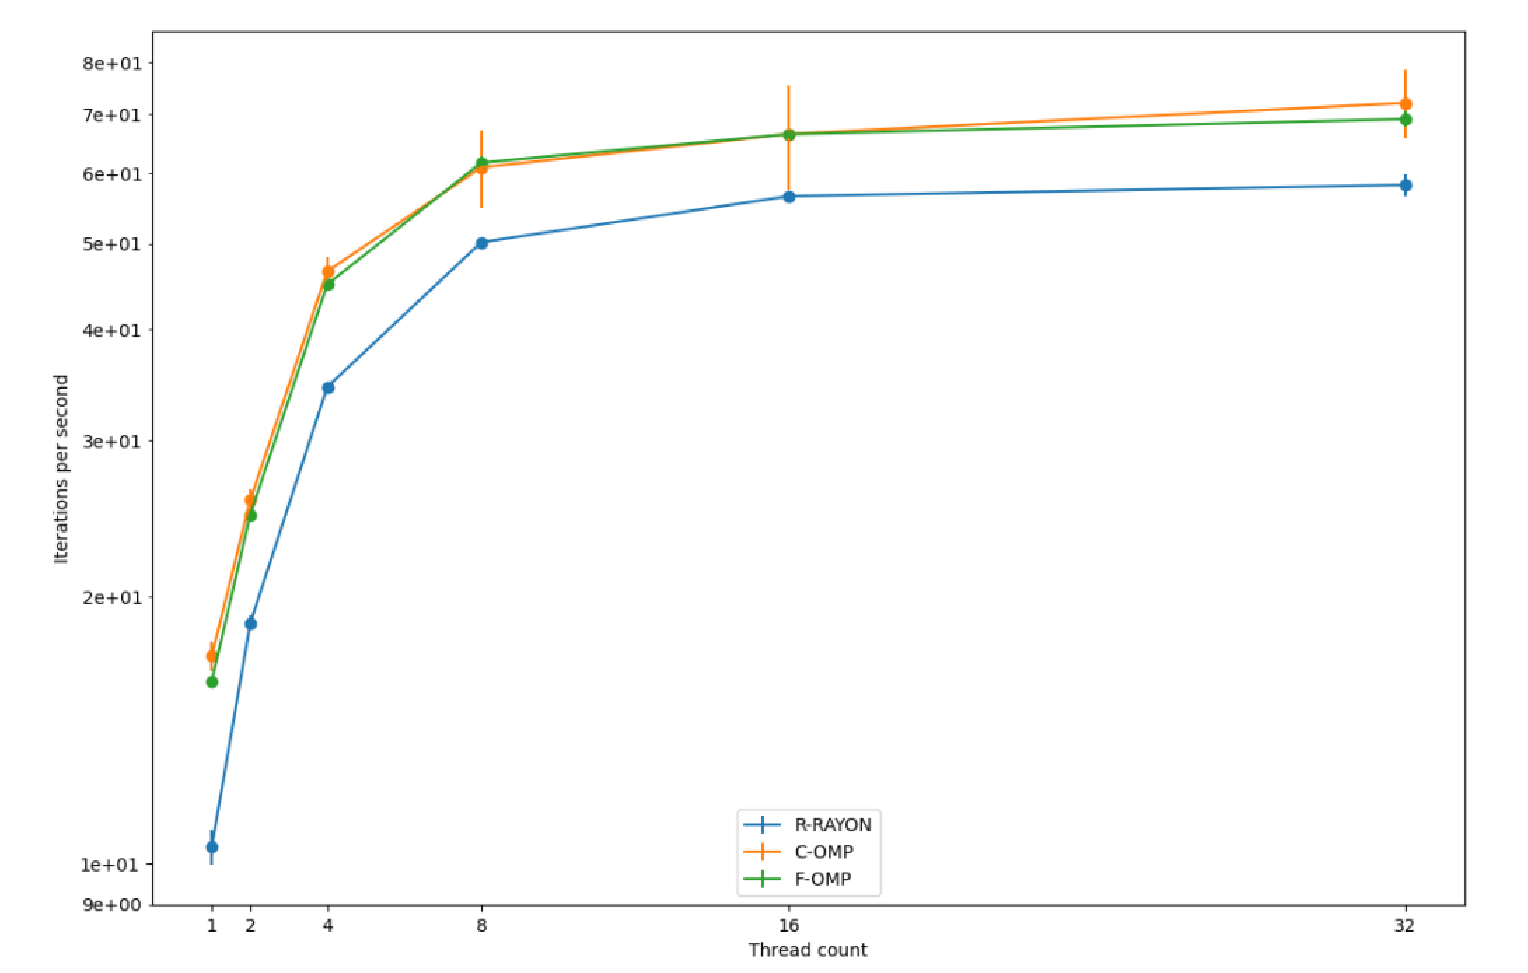 8e+01
7e+01
6e+01
5e+01
4e+01
3e+01
2e+01
1e+01
9e+00
Iterations per second
1 2 4 8 16 32
Thread count
R-RAYON
C-OMP
F-OMP